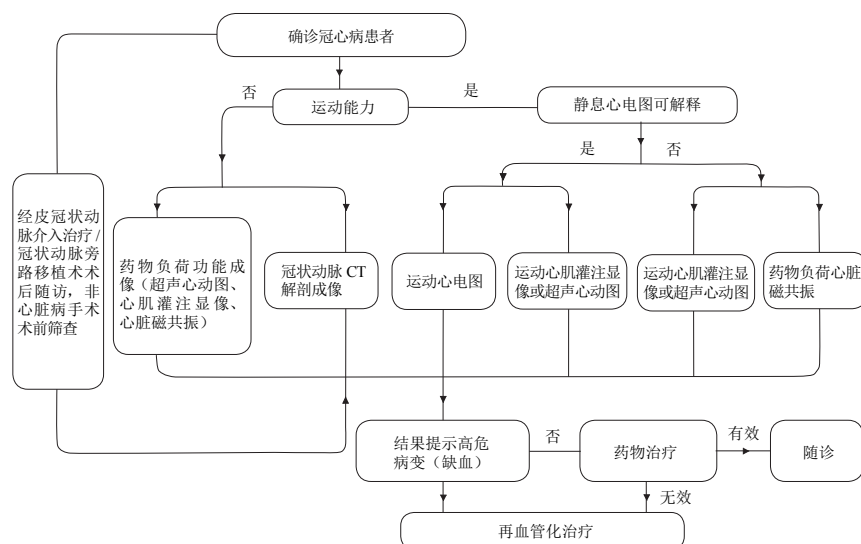 确诊冠心病患者
否
运动能力
是
静息心电图可解释
是
否
经皮冠状动
脉介入治疗/
冠状动脉旁
路移植术术
后随访，非
心脏病手术
术前筛查
药物负荷功能成
像（超声心动图、
心肌灌注显像、
心脏磁共振）
冠状动脉 CT
解剖成像
运动心电图
运动心肌灌注显
像或超声心动图
运动心肌灌注显
像或超声心动图
药物负荷心脏
磁共振
结果提示高危
病变（缺血）
否
药物治疗
有效
随诊
无效
再血管化治疗